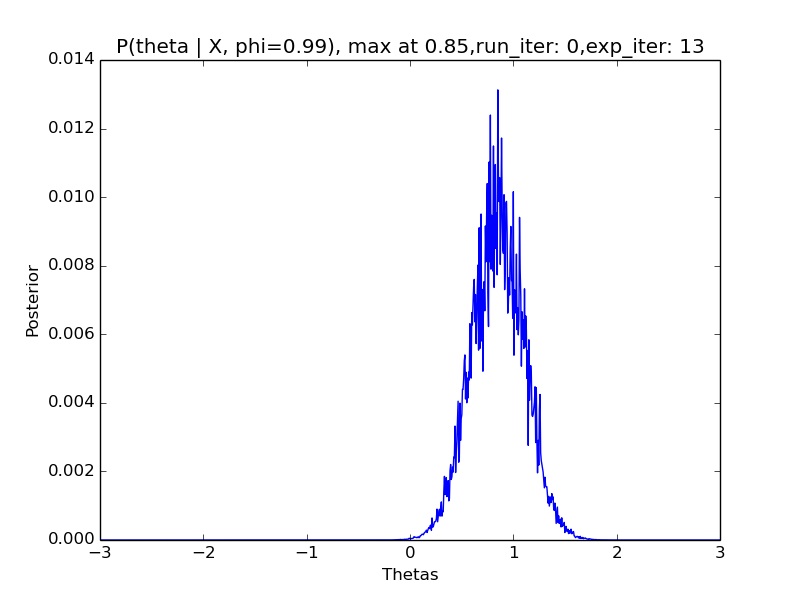 P(theta | X, phi=0.99), max at 0.85,run_iter: 0,exp_iter: 13
0.014
0.012
0.010
0.008
0.006
0.004
0.002
0.000
Posterior
−3 −2 −1 0 1 2 3
Thetas